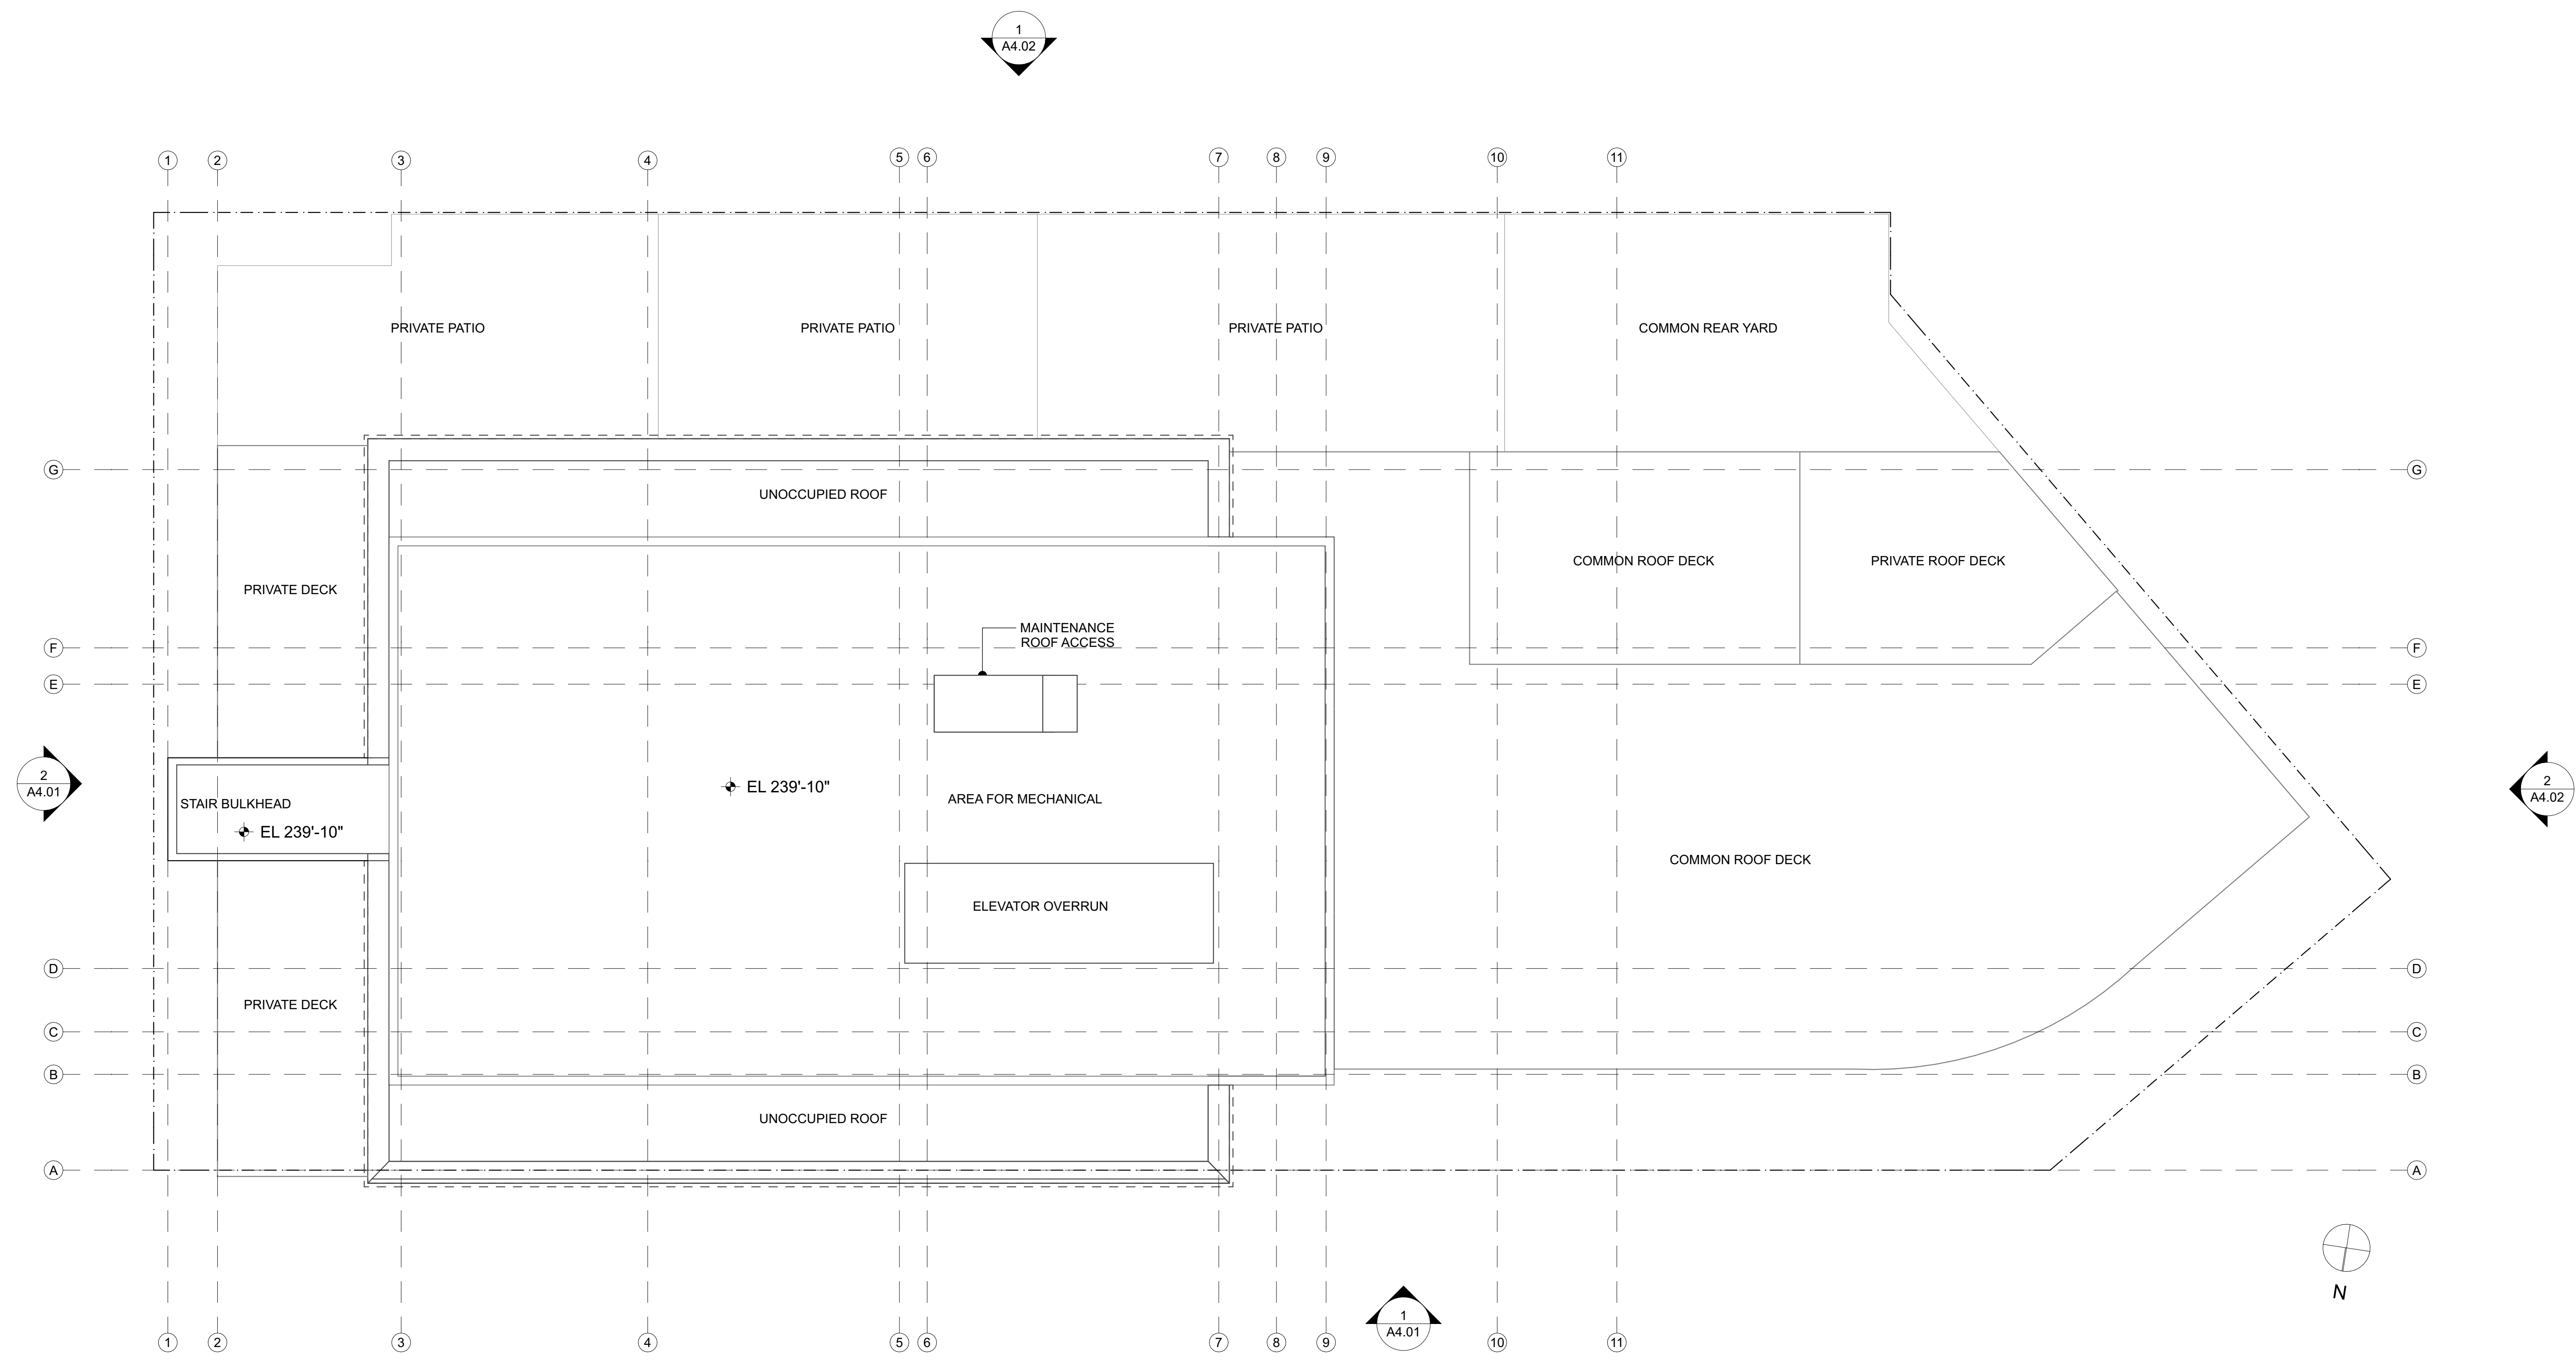 1
A4.02
1
2
3
4
5
6
7
8
9
10
11
PRIVATE PATIO
PRIVATE PATIO
PRIVATE PATIO
COMMON REAR YARD
G
G
UNOCCUPIED ROOF
COMMON ROOF DECK
PRIVATE ROOF DECK
PRIVATE DECK
MAINTENANCE
ROOF ACCESS
F
F
E
E
2
A4.01
EL 239'-10"
AREA FOR MECHANICAL
2
A4.02
STAIR BULKHEAD
EL 239'-10"
COMMON ROOF DECK
ELEVATOR OVERRUN
D
D
PRIVATE DECK
C
C
B
B
UNOCCUPIED ROOF
A
A
N
1
A4.01
1
2
3
4
5
6
7
8
9
10
11